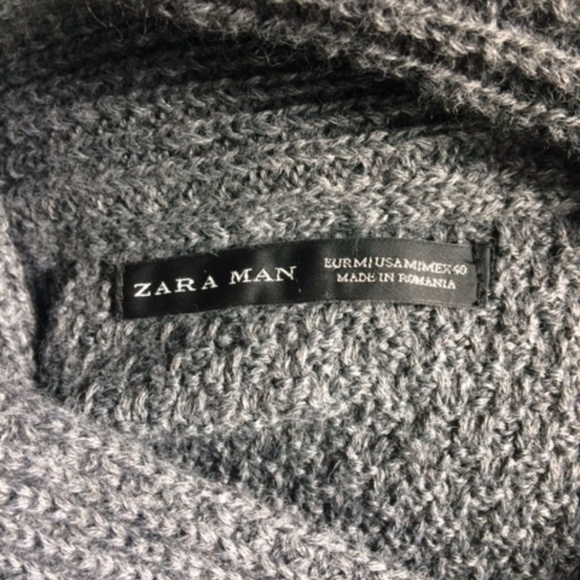 ZARA MAN
EUR M | USA M | MEX 40
MADE IN ROMANIA